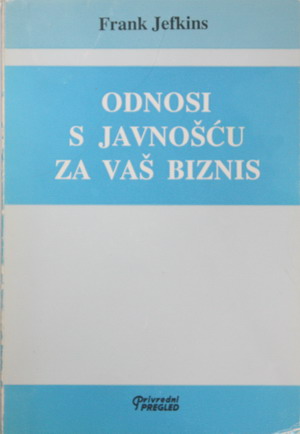 Frank Jefkins
ODNOSI
S JAVNOŠĆU
ZA VAŠ BIZNIS
Privredni
PREGLED